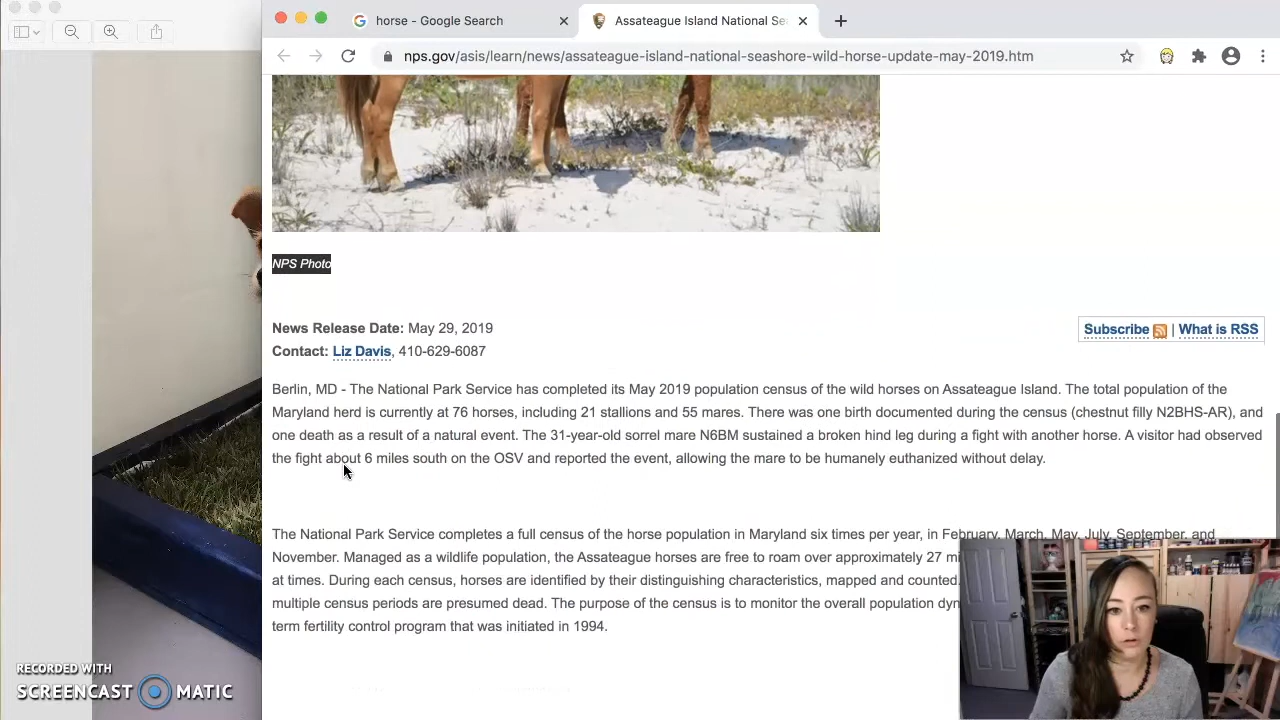 horse - Google Search
Assateague Island National Se
nps.gov/asis/learn/news/assateague-island-national-seashore-wild-horse-update-may-2019.htm
NPS Photo
News Release Date: May 29, 2019
Subscribe | What is RSS
Contact: Liz Davis, 410-629-6087
Berlin, MD - The National Park Service has completed its May 2019 population census of the wild horses on Assateague Island. The total population of the
Maryland herd is currently at 76 horses, including 21 stallions and 55 mares. There was one birth documented during the census (chestnut filly N2BHS-AR), and
one death as a result of a natural event. The 31-year-old sorrel mare N6BM sustained a broken hind leg during a fight with another horse. A visitor had observed
the fight about 6 miles south on the OSV and reported the event, allowing the mare to be humanely euthanized without delay.
The National Park Service completes a full census of the horse population in Maryland six times per year, in February, March, May, July, September, and
November. Managed as a wildlife population, the Assateague horses are free to roam over approximately 27 mi
at times. During each census, horses are identified by their distinguishing characteristics, mapped and counted.
multiple census periods are presumed dead. The purpose of the census is to monitor the overall population dyn
term fertility control program that was initiated in 1994.
RECORDED WITH
SCREENCAST MATIC